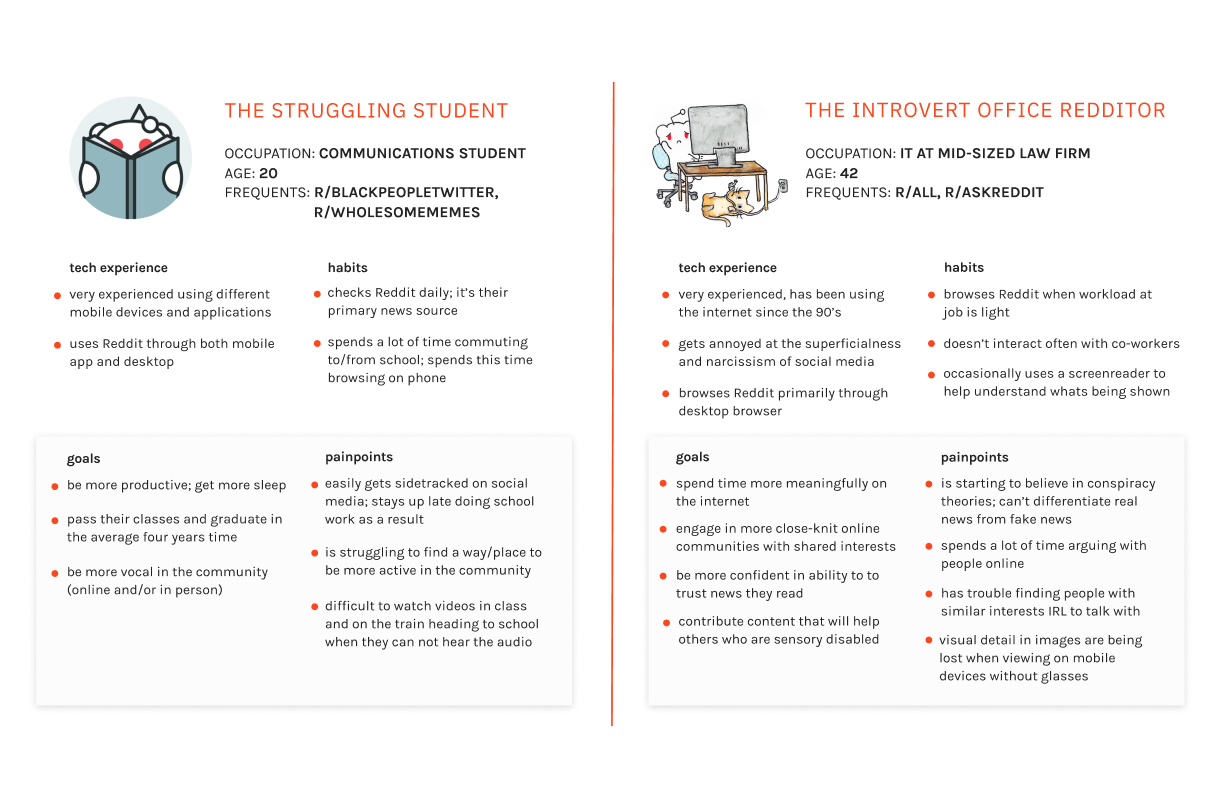 THE STRUGGLING STUDENT
OCCUPATION: COMMUNICATIONS STUDENT
AGE: 20
FREQUENTS: R/BLACKPEOPLETWITTER,
R/WHOLESOMEMEMES
tech experience
very experienced using different
mobile devices and applications
uses Reddit through both mobile
app and desktop
habits
checks Reddit daily; it's their
primary news source
spends a lot of time commuting
to/from school; spends this time
browsing on phone
goals
be more productive; get more sleep
pass their classes and graduate in
the average four years time
be more vocal in the community
(online and/or in person)
painpoints
easily gets sidetracked on social
media; stays up late doing school
work as a result
is struggling to find a way/place to
be more active in the community
difficult to watch videos in class
and on the train heading to school
when they can not hear the audio
THE INTROVERT OFFICE REDDITOR
OCCUPATION: IT AT MID-SIZED LAW FIRM
AGE: 42
FREQUENTS: R/ALL, R/ASKREDDIT
tech experience
very experienced, has been using
the internet since the 90's
gets annoyed at the superficialness
and narcissism of social media
browses Reddit primarily through
desktop browser
habits
browses Reddit when workload at
job is light
doesn't interact often with co-workers
occasionally uses a screenreader to
help understand whats being shown
goals
spend time more meaningfully on
the internet
engage in more close-knit online
communities with shared interests
be more confident in ability to to
trust news they read
contribute content that will help
others who are sensory disabled
painpoints
is starting to believe in conspiracy
theories; can't differentiate real
news from fake news
spends a lot of time arguing with
people online
has trouble finding people with
similar interests IRL to talk with
visual detail in images are being
lost when viewing on mobile
devices without glasses